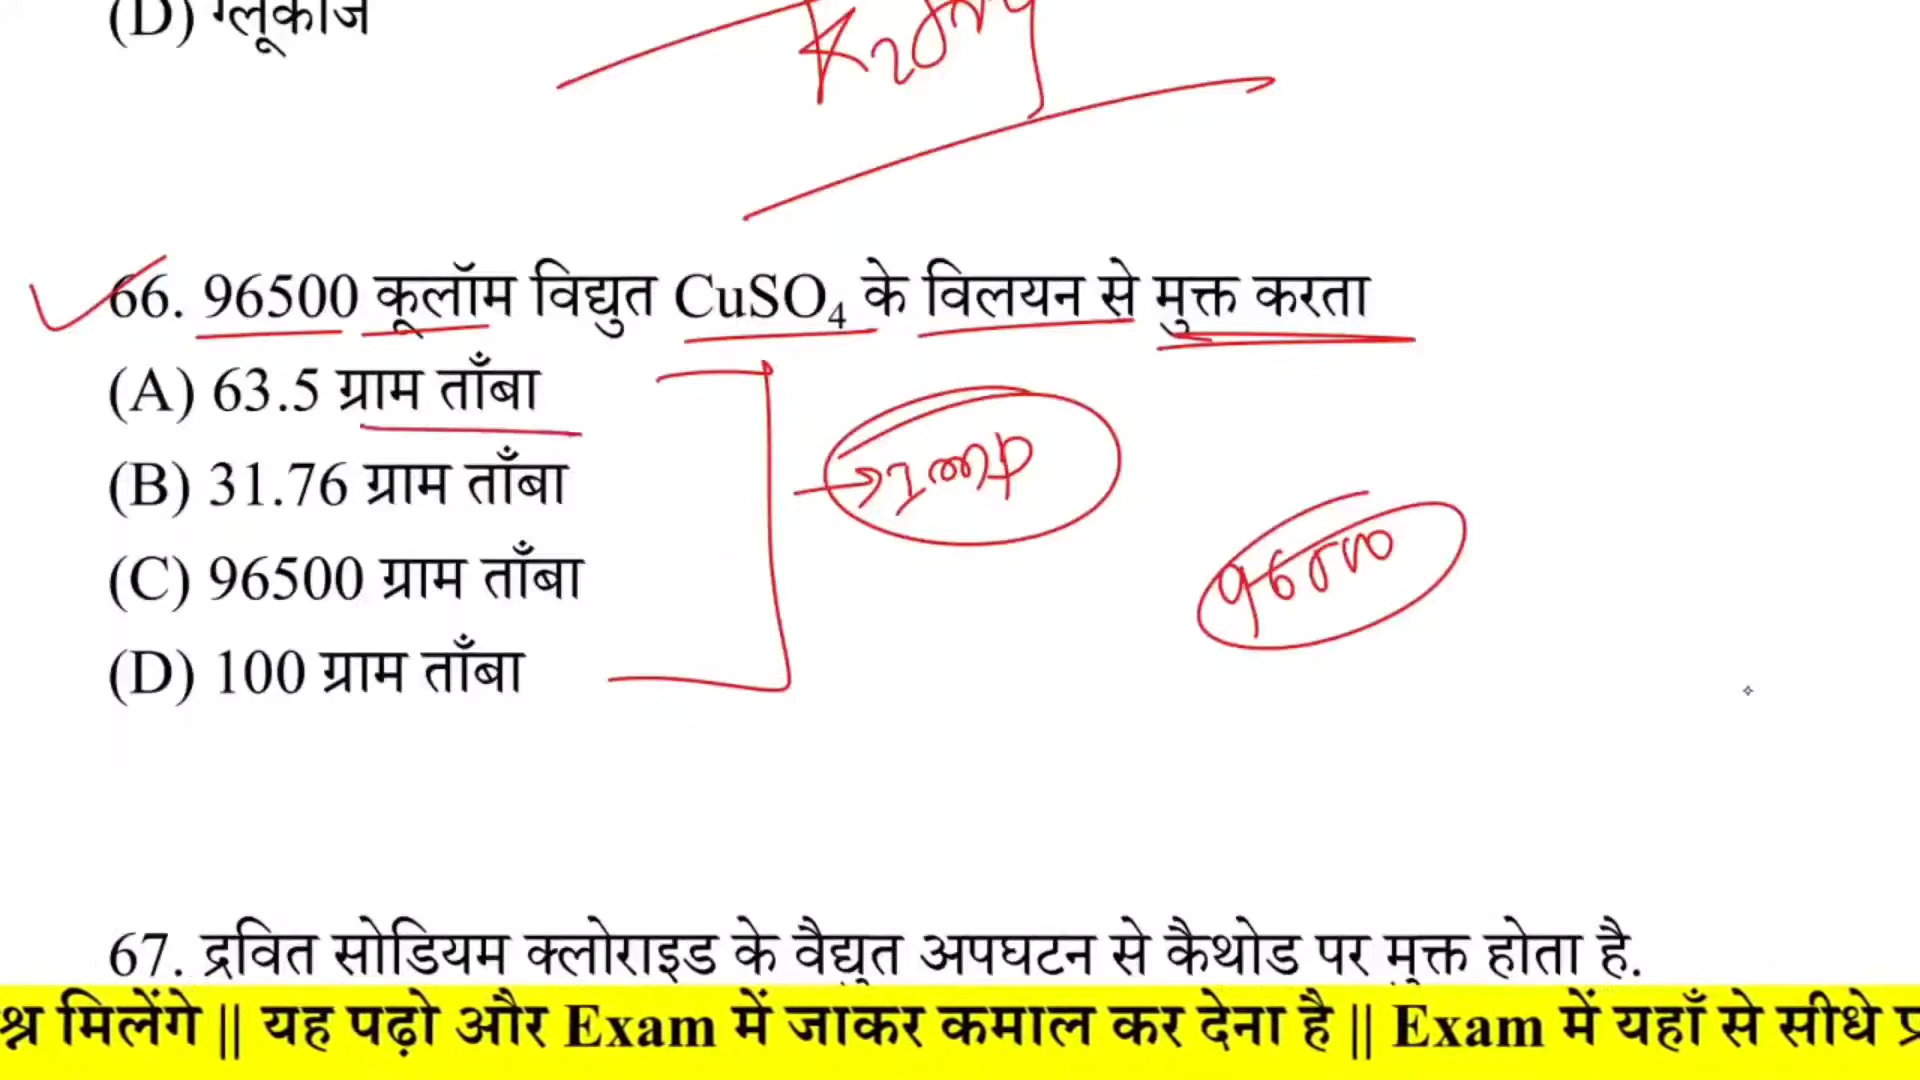 (D) ग्लूकोज
66. 96500 कूलॉम विद्युत CuSO₄ के विलयन से मुक्त करता
(A) 63.5 ग्राम ताँबा
(B) 31.76 ग्राम ताँबा
Imp
(C) 96500 ग्राम ताँबा
96500
(D) 100 ग्राम ताँबा
67. द्रवित सोडियम क्लोराइड के वैद्युत अपघटन से कैथोड पर मुक्त होता है.
श्न मिलेंगे || यह पढ़ो और Exam में जाकर कमाल कर देना है || Exam में यहाँ से सीधे प्र